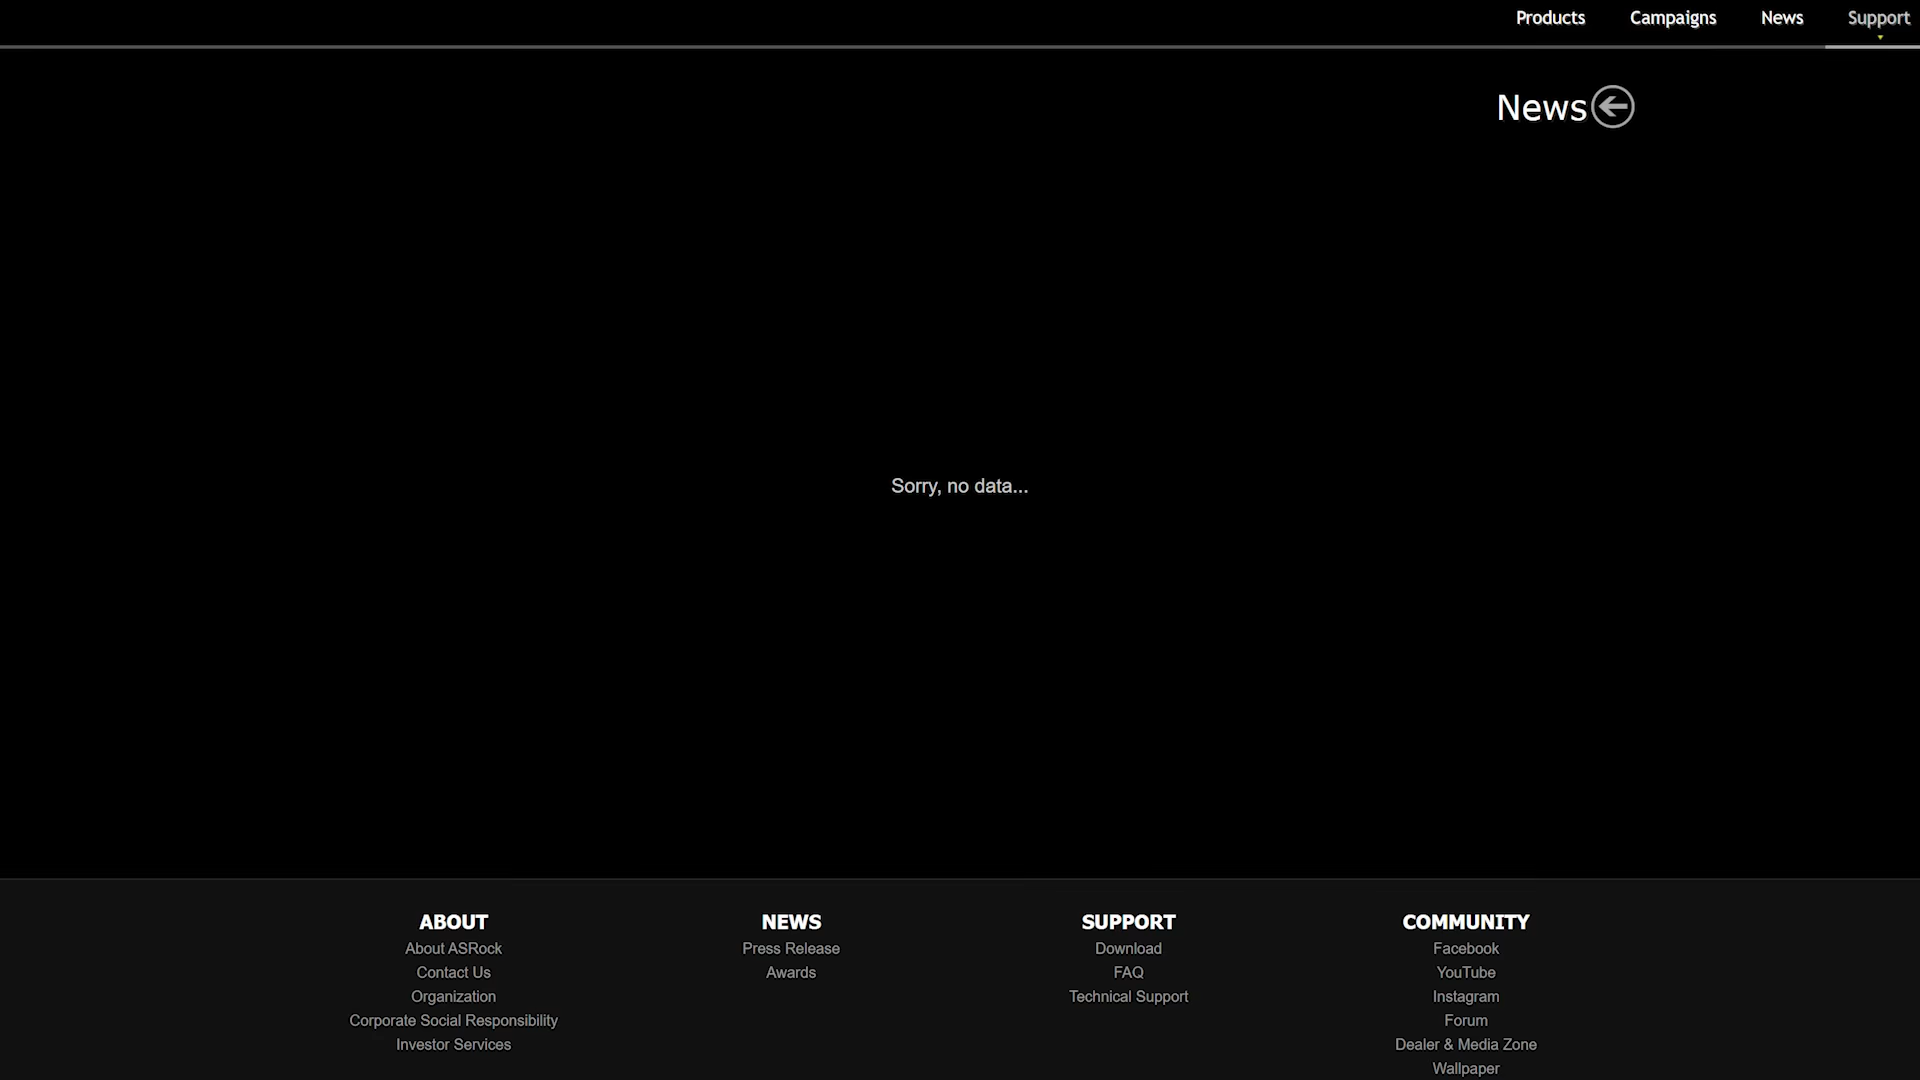 Products Campaigns News Support
News
Sorry, no data...
ABOUT
About ASRock
Contact Us
Organization
Corporate Social Responsibility
Investor Services
NEWS
Press Release
Awards
SUPPORT
Download
FAQ
Technical Support
COMMUNITY
Facebook
YouTube
Instagram
Forum
Dealer & Media Zone
Wallpaper